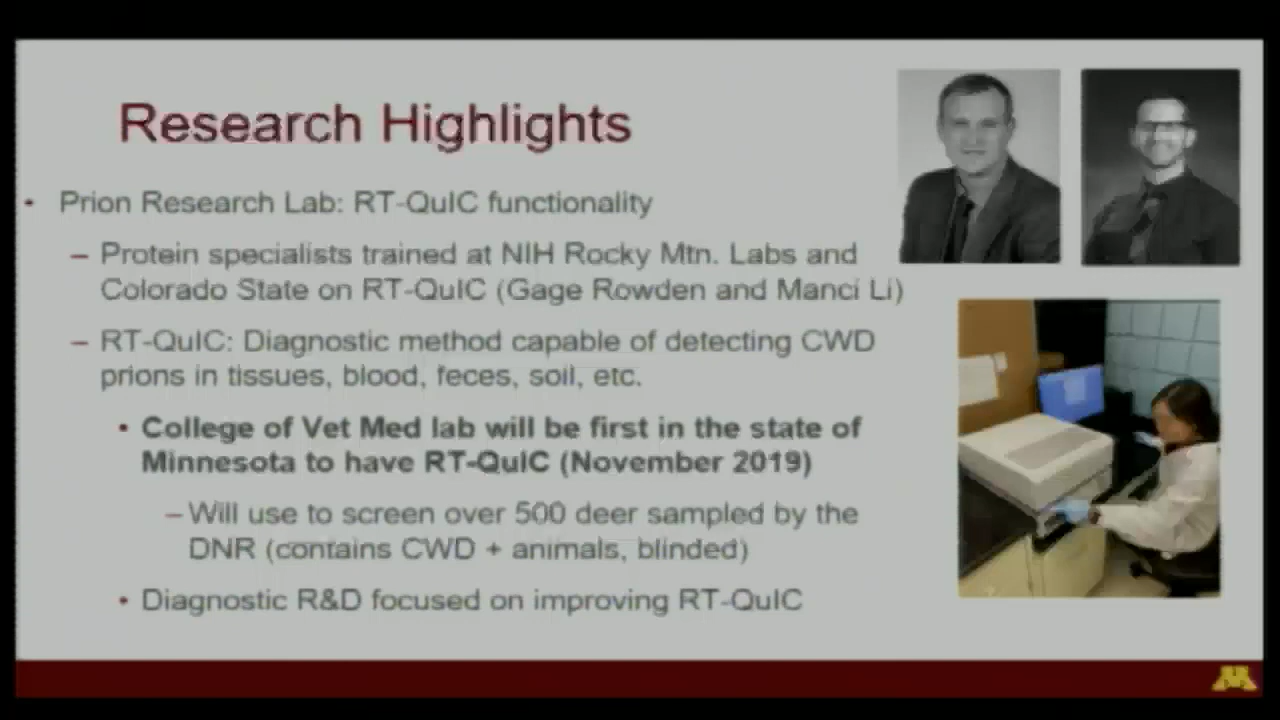 Research Highlights
• Prion Research Lab: RT-QuIC functionality
– Protein specialists trained at NIH Rocky Mtn. Labs and
Colorado State on RT-QuIC (Gage Rowden and Manci Li)
– RT-QuIC: Diagnostic method capable of detecting CWD
prions in tissues, blood, feces, soil, etc.
• College of Vet Med lab will be first in the state of
Minnesota to have RT-QuIC (November 2019)
– Will use to screen over 500 deer sampled by the
DNR (contains CWD + animals, blinded)
• Diagnostic R&D focused on improving RT-QuIC
M